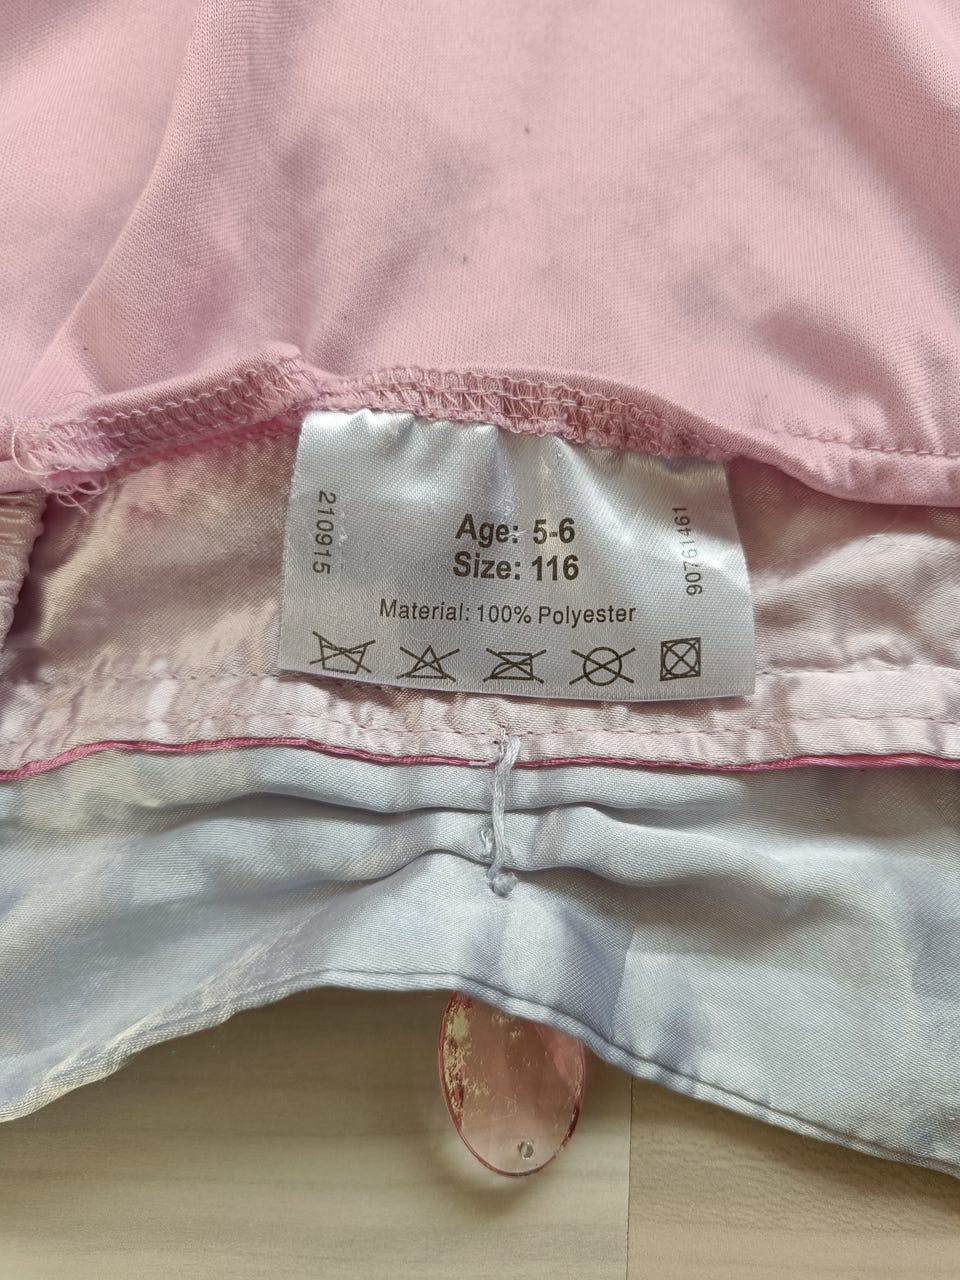 210915
Age: 5-6
Size: 116
Material: 100% Polyester
90761461